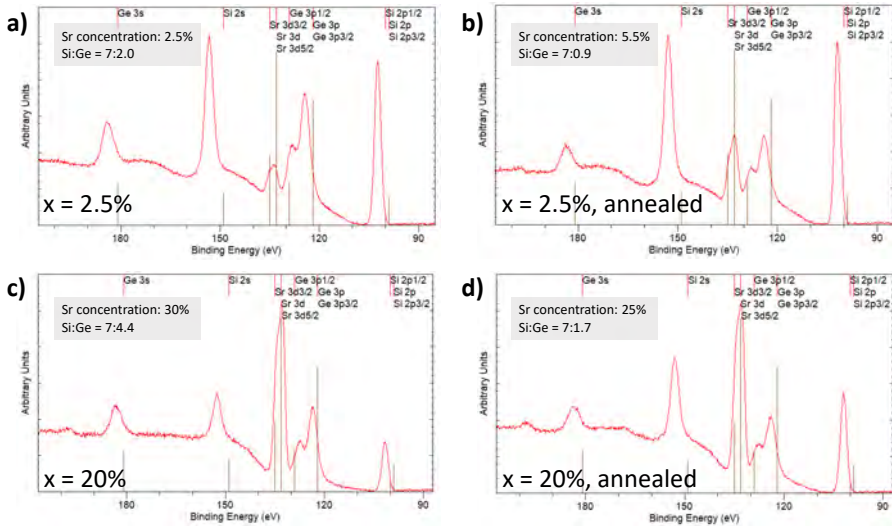 a)
Ge 3s
Si 2s
Ge 3p1/2
Si 2p1/2
Sr 3d3/2 Ge 3p
Si 2p
Sr 3d Ge 3p3/2
Si 2p3/2
Sr 3d5/2
Sr concentration: 2.5%
Si:Ge = 7:2.0
Arbitrary Units
x = 2.5%
180 150 120 90
Binding Energy (eV)
b)
Ge 3s
Si 2s
Ge 3p1/2
Si 2p1/2
Sr 3d3/2 Ge 3p
Si 2p
Sr 3d Ge 3p3/2
Si 2p3/2
Sr 3d5/2
Sr concentration: 5.5%
Si:Ge = 7:0.9
Arbitrary Units
x = 2.5%, annealed
180 150 120 90
Binding Energy (eV)
c)
Ge 3s
Si 2s
Ge 3p1/2
Si 2p1/2
Sr 3d3/2 Ge 3p
Si 2p
Sr 3d Ge 3p3/2
Si 2p3/2
Sr 3d5/2
Sr concentration: 30%
Si:Ge = 7:4.4
Arbitrary Units
x = 20%
180 150 120 90
Binding Energy (eV)
d)
Ge 3s
Si 2s
Ge 3p1/2
Si 2p1/2
Sr 3d3/2 Ge 3p
Si 2p
Sr 3d Ge 3p3/2
Si 2p3/2
Sr 3d5/2
Sr concentration: 25%
Si:Ge = 7:1.7
Arbitrary Units
x = 20%, annealed
180 150 120 90
Binding Energy (eV)